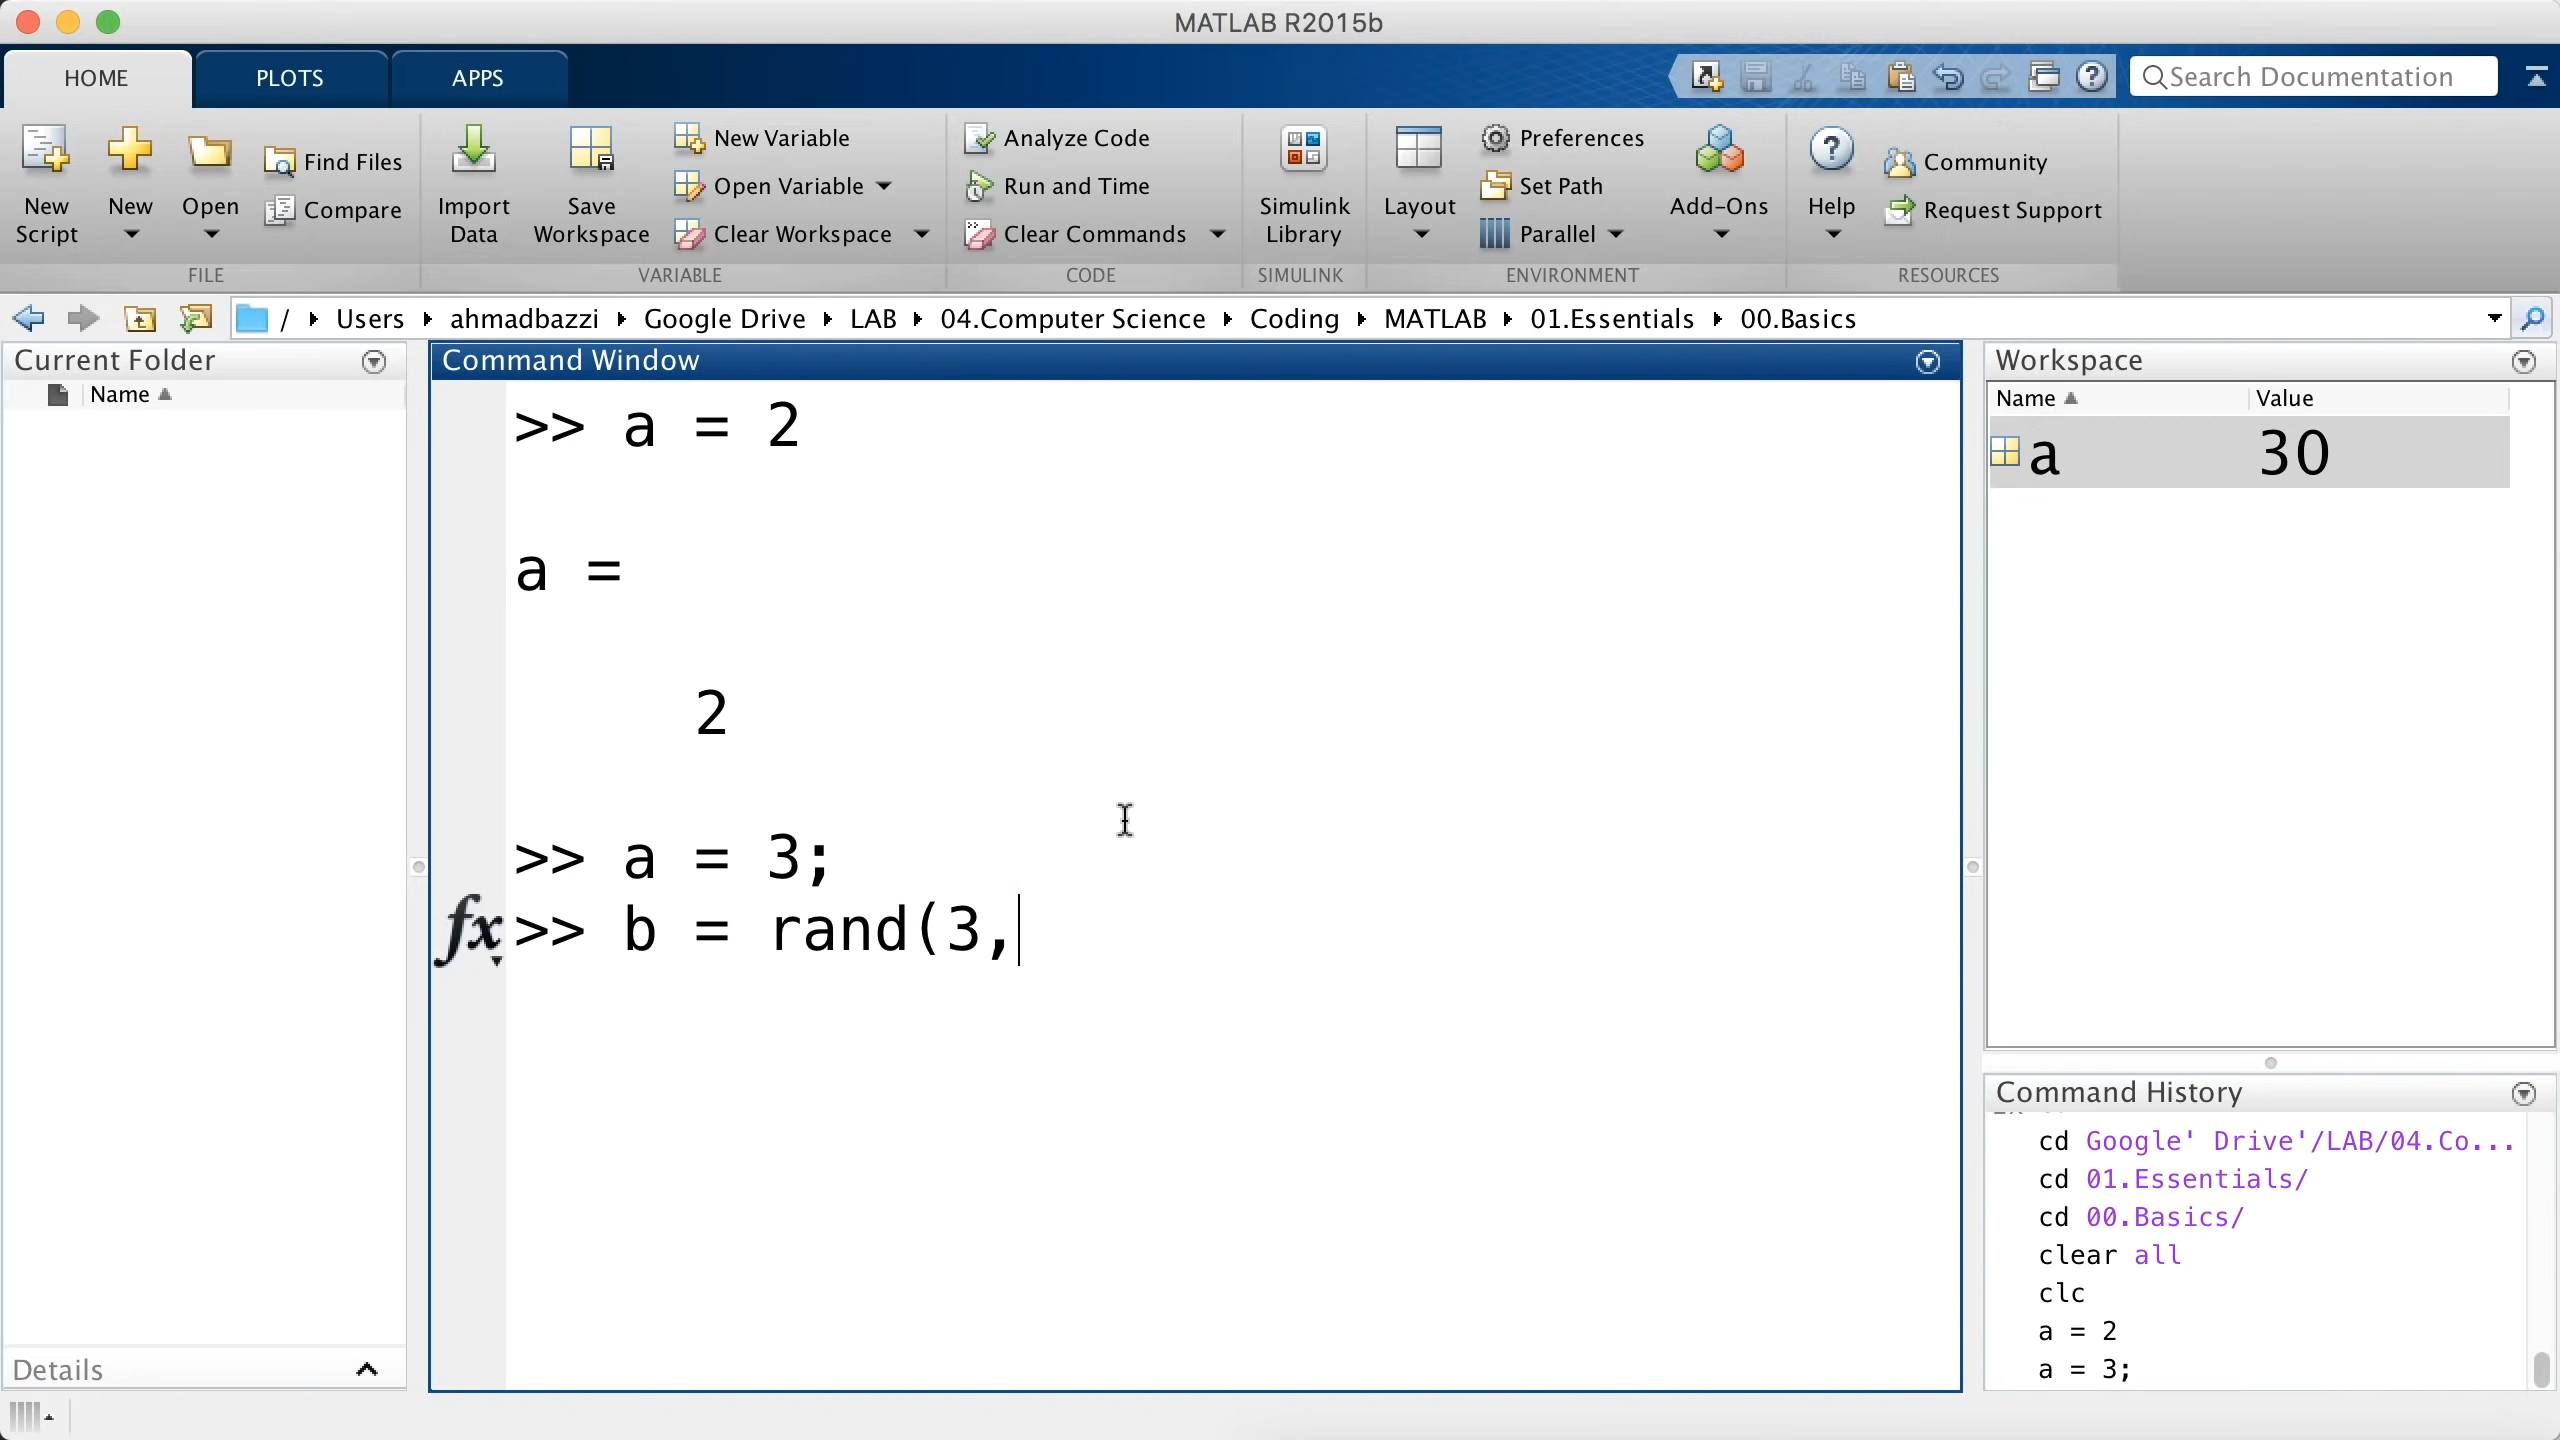 MATLAB R2015b
HOME
PLOTS
APPS
Search Documentation
New Script
New
Open
Find Files
Compare
FILE
Import Data
Save Workspace
New Variable
Open Variable
Clear Workspace
VARIABLE
Analyze Code
Run and Time
Clear Commands
CODE
Simulink Library
SIMULINK
Layout
Preferences
Set Path
Parallel
Add-Ons
ENVIRONMENT
Help
Community
Request Support
RESOURCES
/ Users ahmadbazzi Google Drive LAB 04.Computer Science Coding MATLAB 01.Essentials 00.Basics
Current Folder
Name
Details
Command Window
>> a = 2
a =
2
>> a = 3;
fx >> b = rand(3,
Workspace
Name Value
a 30
Command History
cd Google' Drive'/LAB/04.Co...
cd 01.Essentials/
cd 00.Basics/
clear all
clc
a = 2
a = 3;